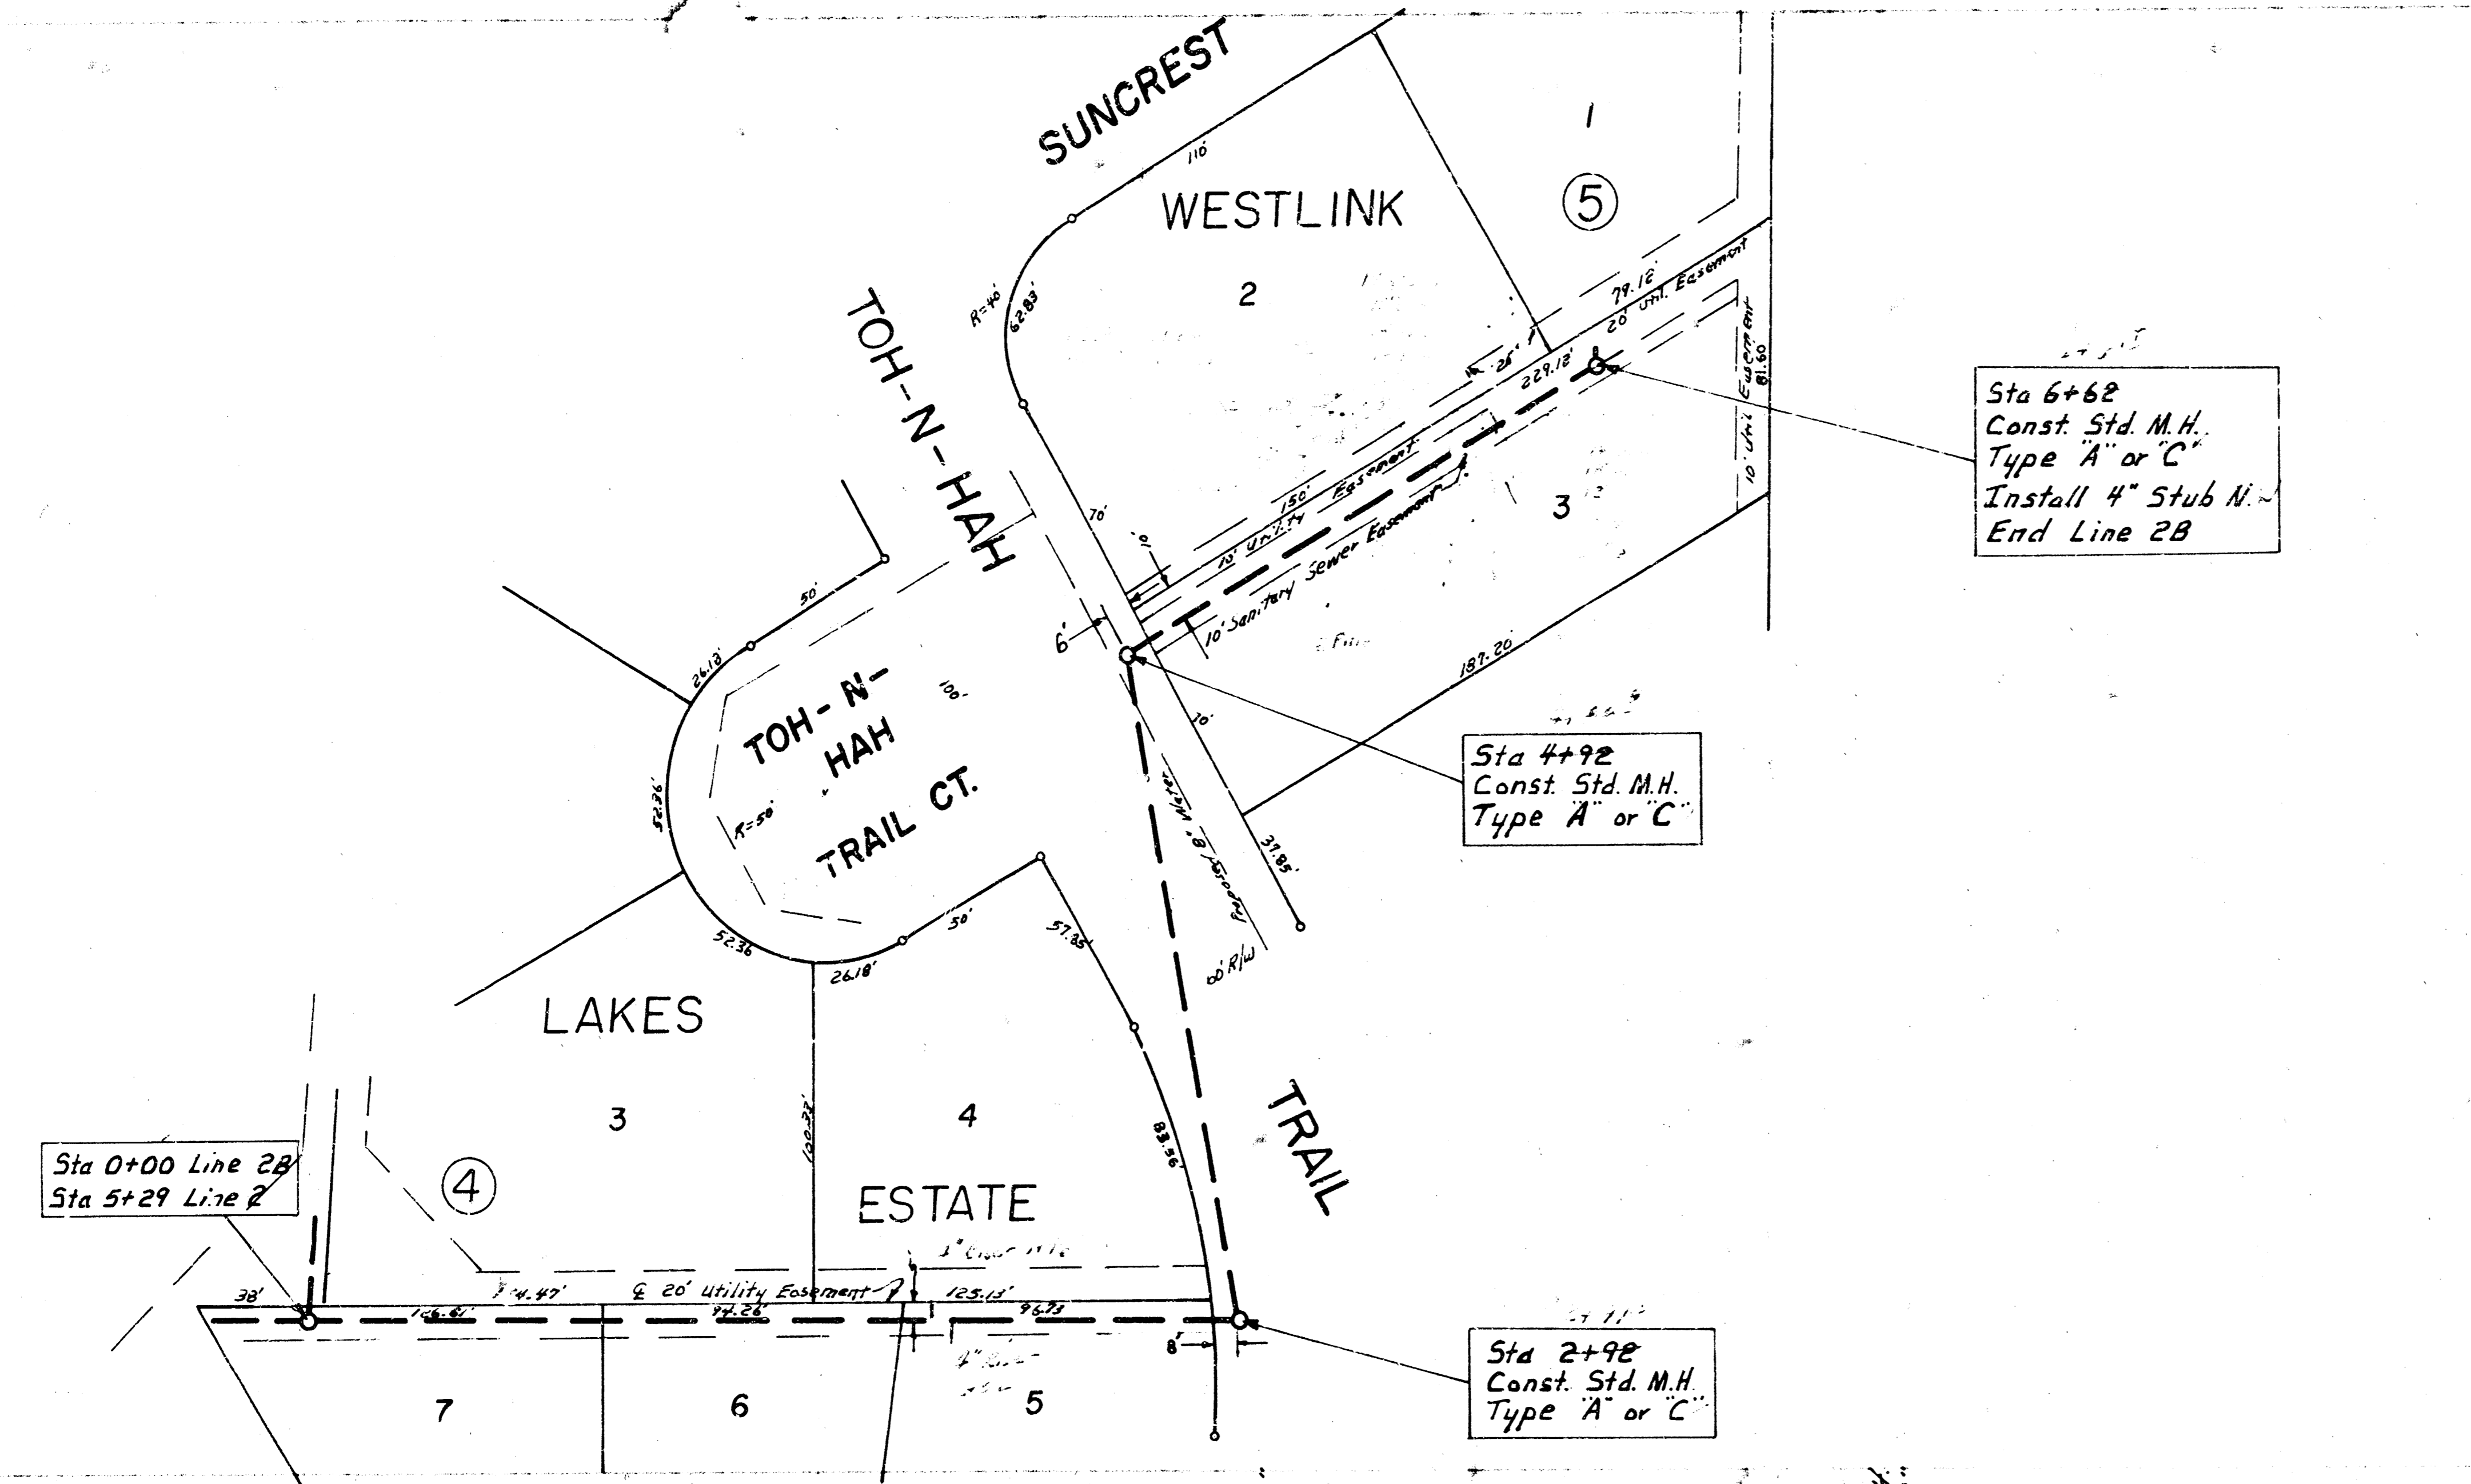 SUNCREST
110'
WESTLINK
1
5
2
R=40'
62.83'
TOH-N-HAH
79.12'
20' Util. Easement
25'
229.12'
10' Util Easement
81.60
Sta 6+62
Const. Std. M.H.
Type "A" or "C"
Install 4" Stub N.
End Line 2B
150'
10' Utility Easement
10' Sanitary Sewer Easement
3
70'
10'
6'
50'
26.18'
187.20'
TOH-N-
HAH
TRAIL CT.
100'
R=50'
52.36'
70'
Proposed 8" Water
Sta 4+92
Const. Std. M.H.
Type "A" or "C"
37.85'
50'
57.85'
52.36
26.18'
R/W
LAKES
3
4
100.33'
83.56'
TRAIL
Sta 0+00 Line 2B
Sta 5+29 Line 2
4
ESTATE
38'
℄ 20' Utility Easement
125.13'
126.61'
94.26'
96.73
8'
Sta 2+92
Const. Std. M.H.
Type "A" or "C"
7
6
5